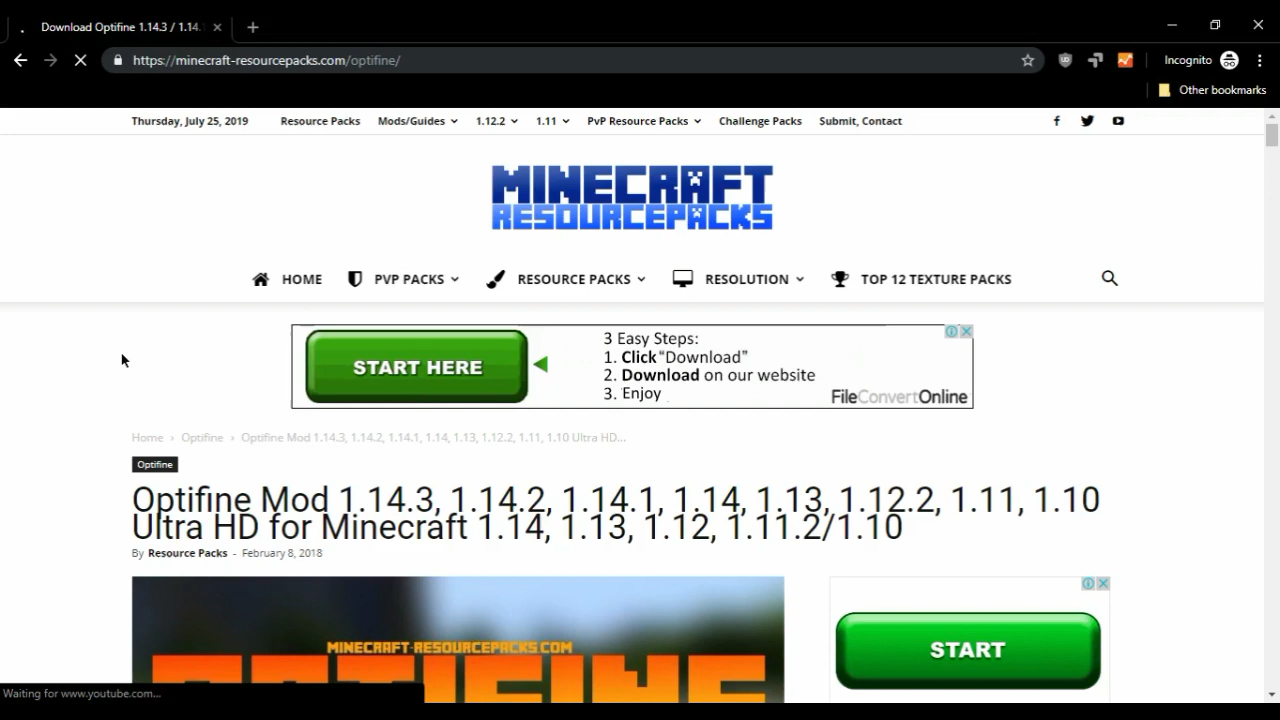 Download Optifine 1.14.3 / 1.14.
https://minecraft-resourcepacks.com/optifine/
Incognito
Other bookmarks
Thursday, July 25, 2019 Resource Packs Mods/Guides 1.12.2 1.11 PvP Resource Packs Challenge Packs Submit, Contact
MINECRAFT
RESOURCEPACKS
HOME PVP PACKS RESOURCE PACKS RESOLUTION TOP 12 TEXTURE PACKS
START HERE
3 Easy Steps:
1. Click “Download”
2. Download on our website
3. Enjoy
FileConvertOnline
Home › Optifine › Optifine Mod 1.14.3, 1.14.2, 1.14.1, 1.14, 1.13, 1.12.2, 1.11, 1.10 Ultra HD...
Optifine
Optifine Mod 1.14.3, 1.14.2, 1.14.1, 1.14, 1.13, 1.12.2, 1.11, 1.10
Ultra HD for Minecraft 1.14, 1.13, 1.12, 1.11.2/1.10
By Resource Packs - February 8, 2018
MINECRAFT-RESOURCEPACKS.COM
OPTIFINE
START
Waiting for www.youtube.com...